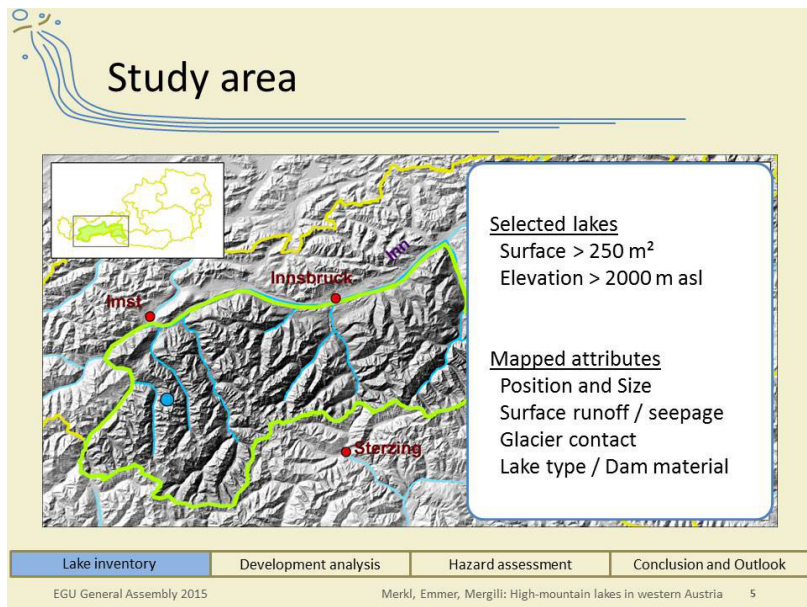 Study area
Inn
Innsbruck
Imst
Sterzing
Selected lakes
Surface > 250 m²
Elevation > 2000 m asl
Mapped attributes
Position and Size
Surface runoff / seepage
Glacier contact
Lake type / Dam material
Lake inventory
Development analysis
Hazard assessment
Conclusion and Outlook
EGU General Assembly 2015
Merkl, Emmer, Mergili: High-mountain lakes in western Austria
5